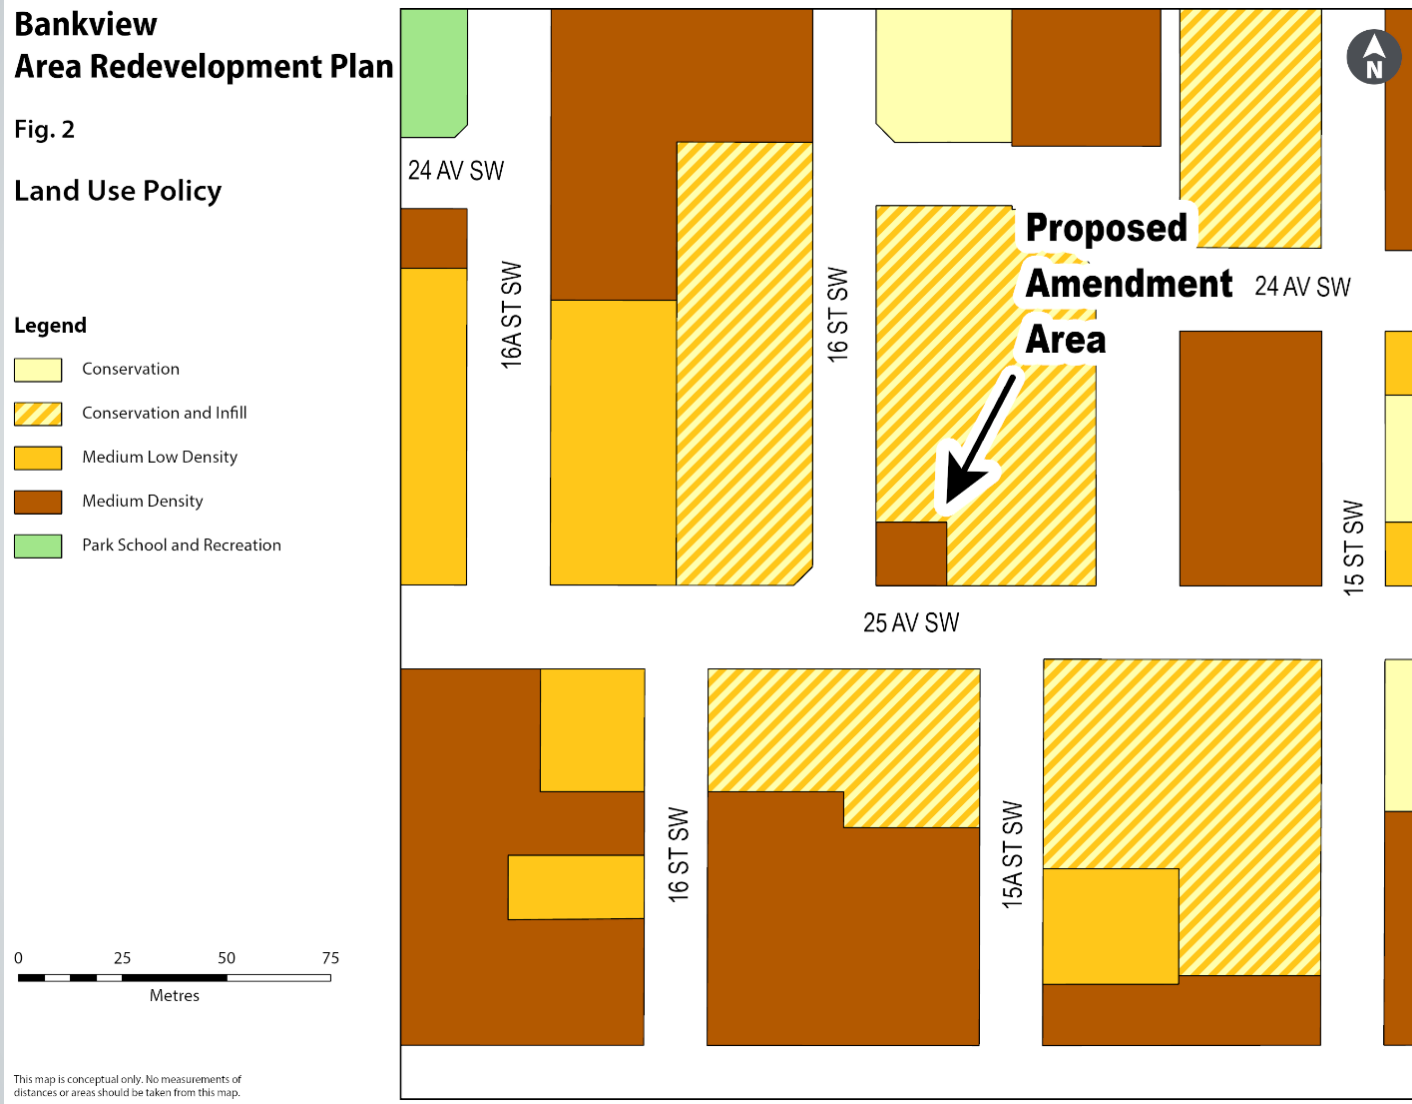 Bankview
Area Redevelopment Plan
Fig. 2
Land Use Policy
Legend
Conservation
Conservation and Infill
Medium Low Density
Medium Density
Park School and Recreation
0 25 50 75
Metres
This map is conceptual only. No measurements of
distances or areas should be taken from this map.
N
24 AV SW
16A ST SW
16 ST SW
Proposed
Amendment
Area
24 AV SW
15 ST SW
25 AV SW
16 ST SW
15A ST SW